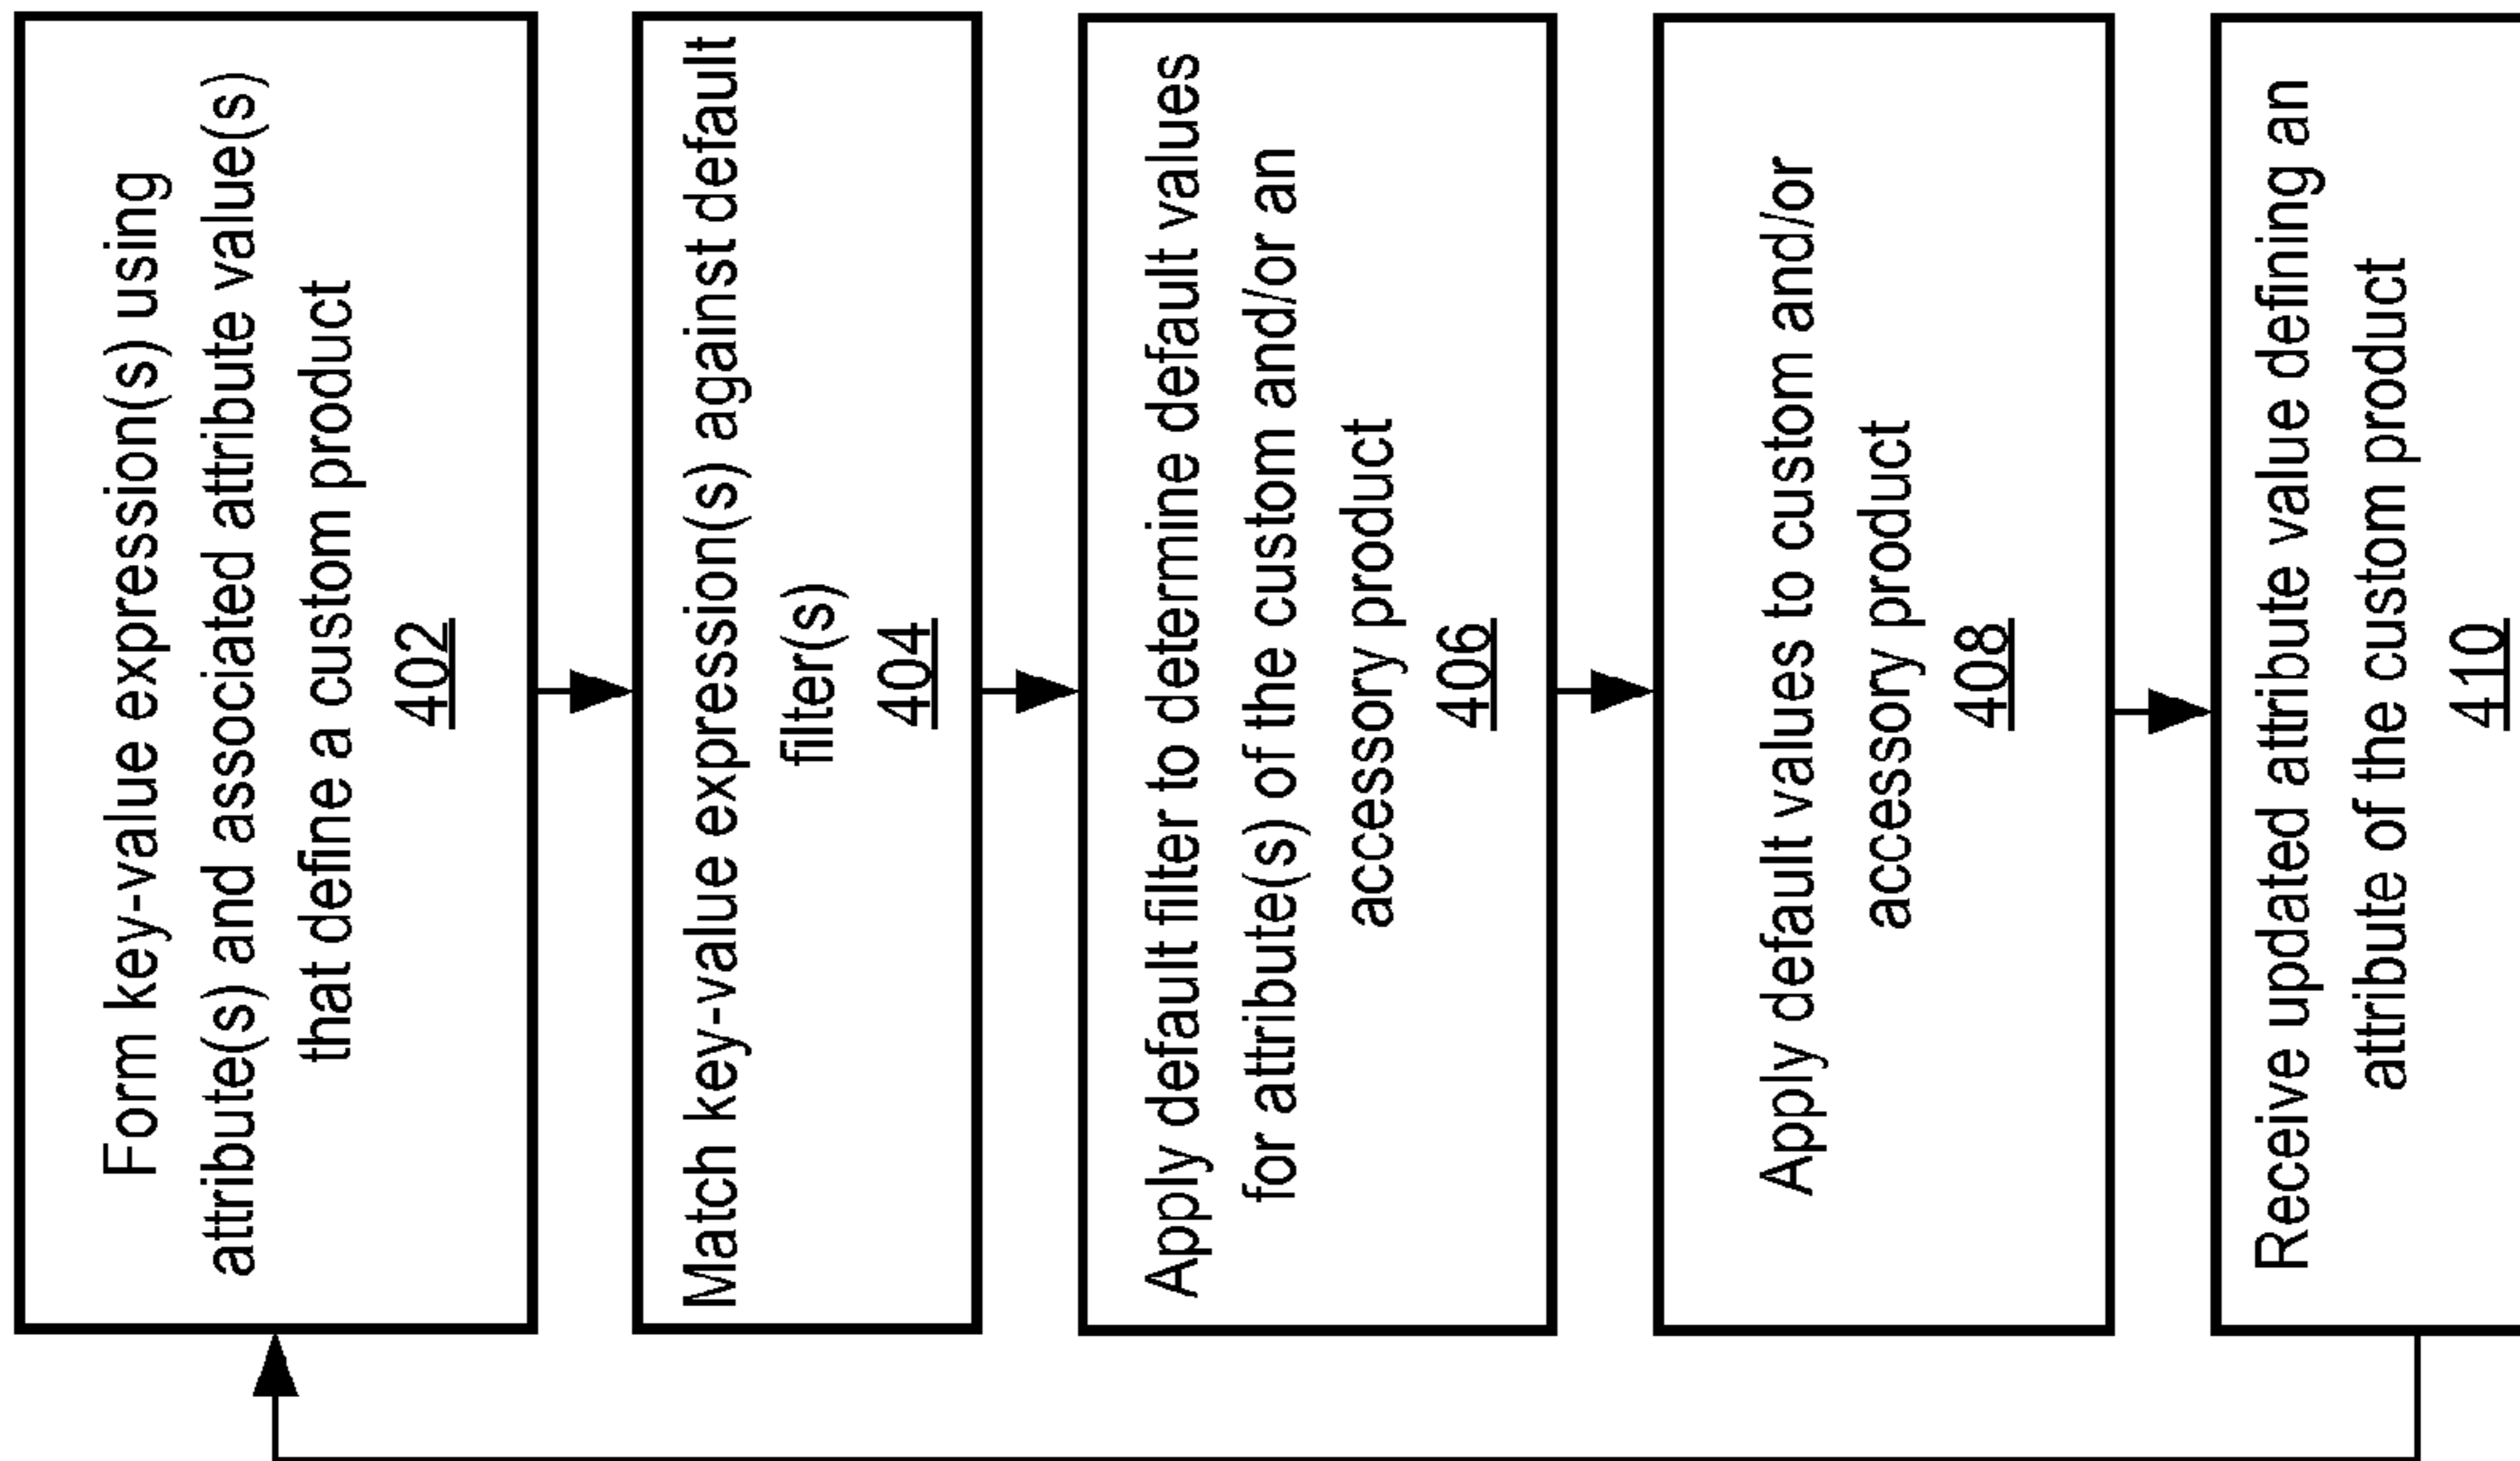 Form key-value expression(s) using
attribute(s) and associated attribute value(s)
that define a custom product
402
Match key-value expression(s) against default
filter(s)
404
Apply default filter to determine default values
for attribute(s) of the custom and/or an
accessory product
406
Apply default values to custom and/or
accessory product
408
Receive updated attribute value defining an
attribute of the custom product
410